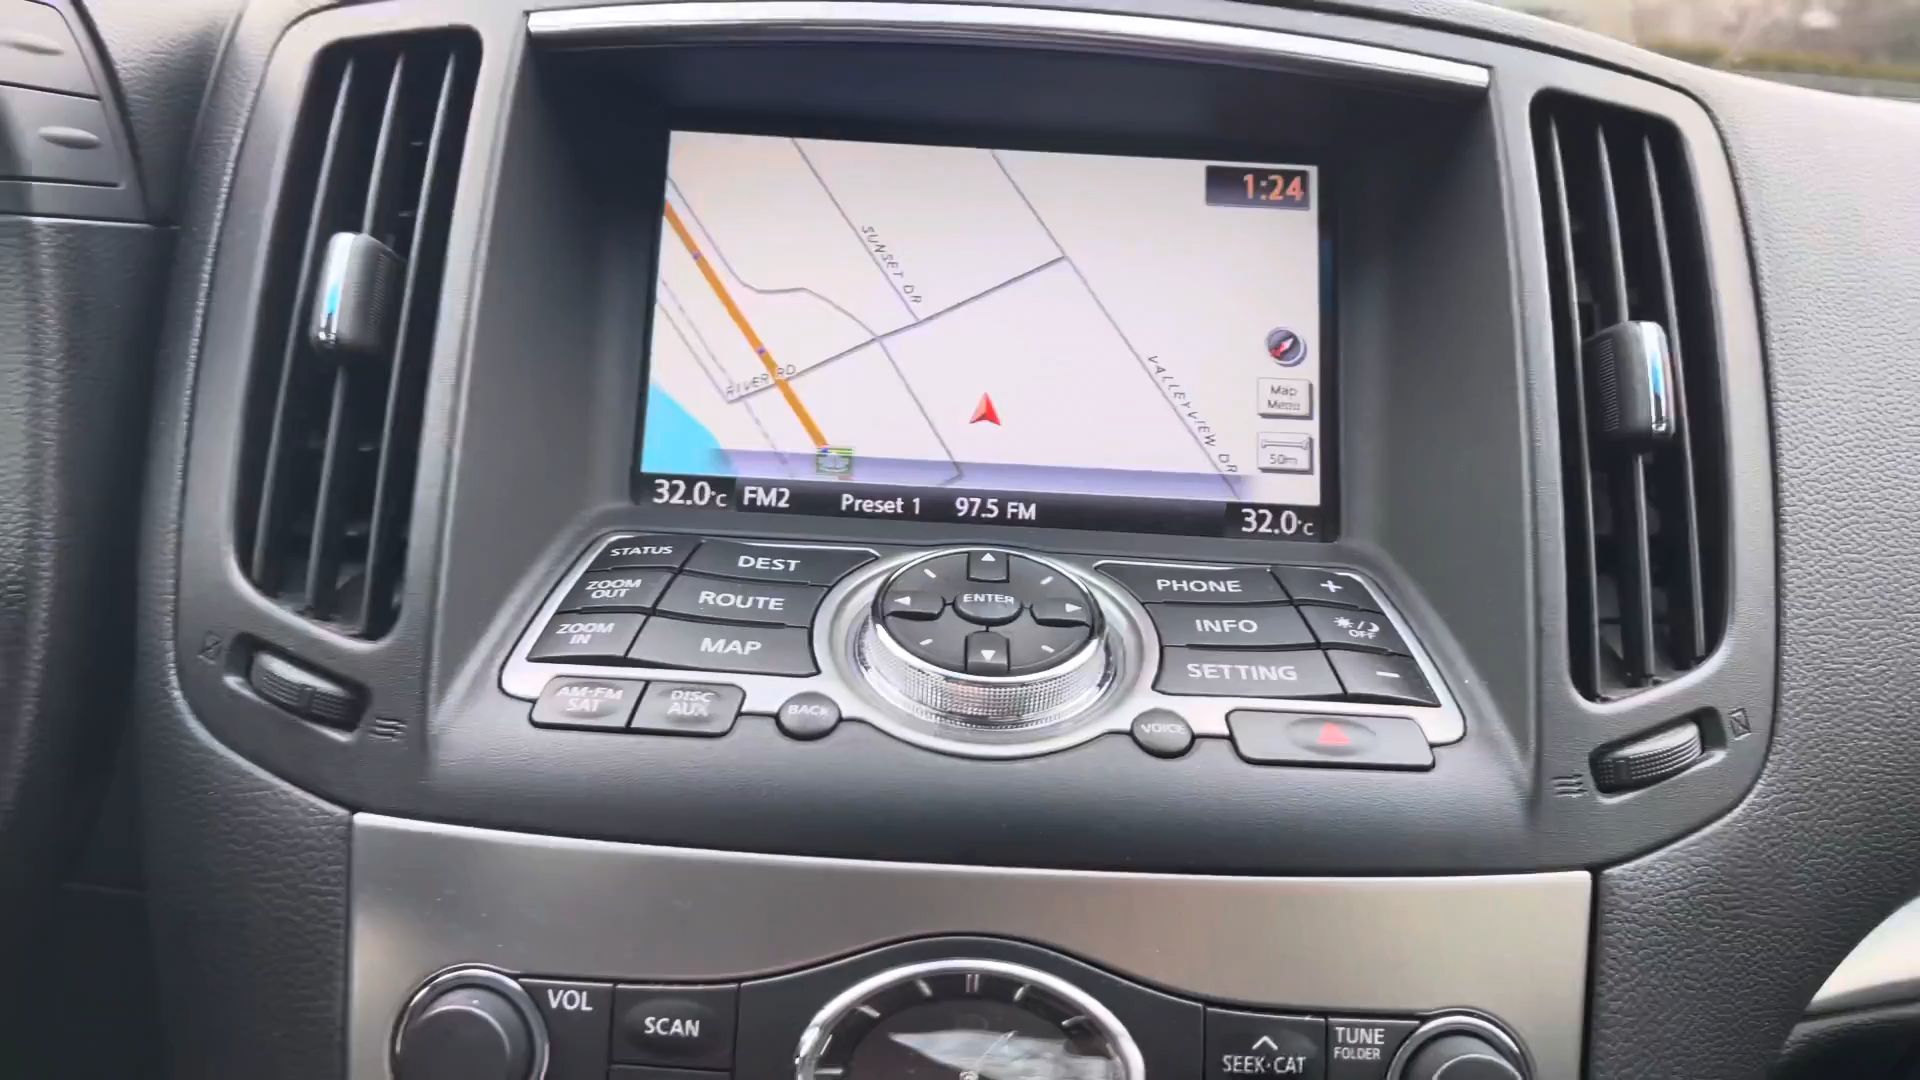 1:24
SUNSET DR
RIVER RD
VALLEYVIEW DR
Map
Menu
50m
32.0°C FM2 Preset 1 97.5 FM 32.0°C
STATUS
DEST
ZOOM
OUT
ROUTE
ZOOM
IN
MAP
ENTER
PHONE
+
INFO
OFF
SETTING
-
AM·FM
SAT
DISC
AUX
BACK
VOICE
VOL
SCAN
SEEK·CAT
TUNE
FOLDER